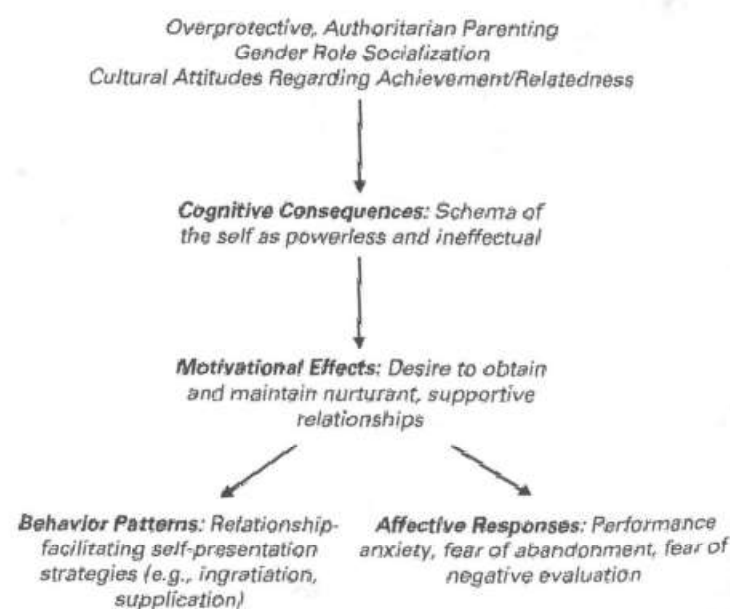 Overprotective, Authoritarian Parenting
Gender Role Socialization
Cultural Attitudes Regarding Achievement/Relatedness
Cognitive Consequences: Schema of
the self as powerless and ineffectual
Motivational Effects: Desire to obtain
and maintain nurturant, supportive
relationships
Behavior Patterns: Relationship-
facilitating self-presentation
strategies (e.g., ingratiation,
supplication)
Affective Responses: Performance
anxiety, fear of abandonment, fear of
negative evaluation